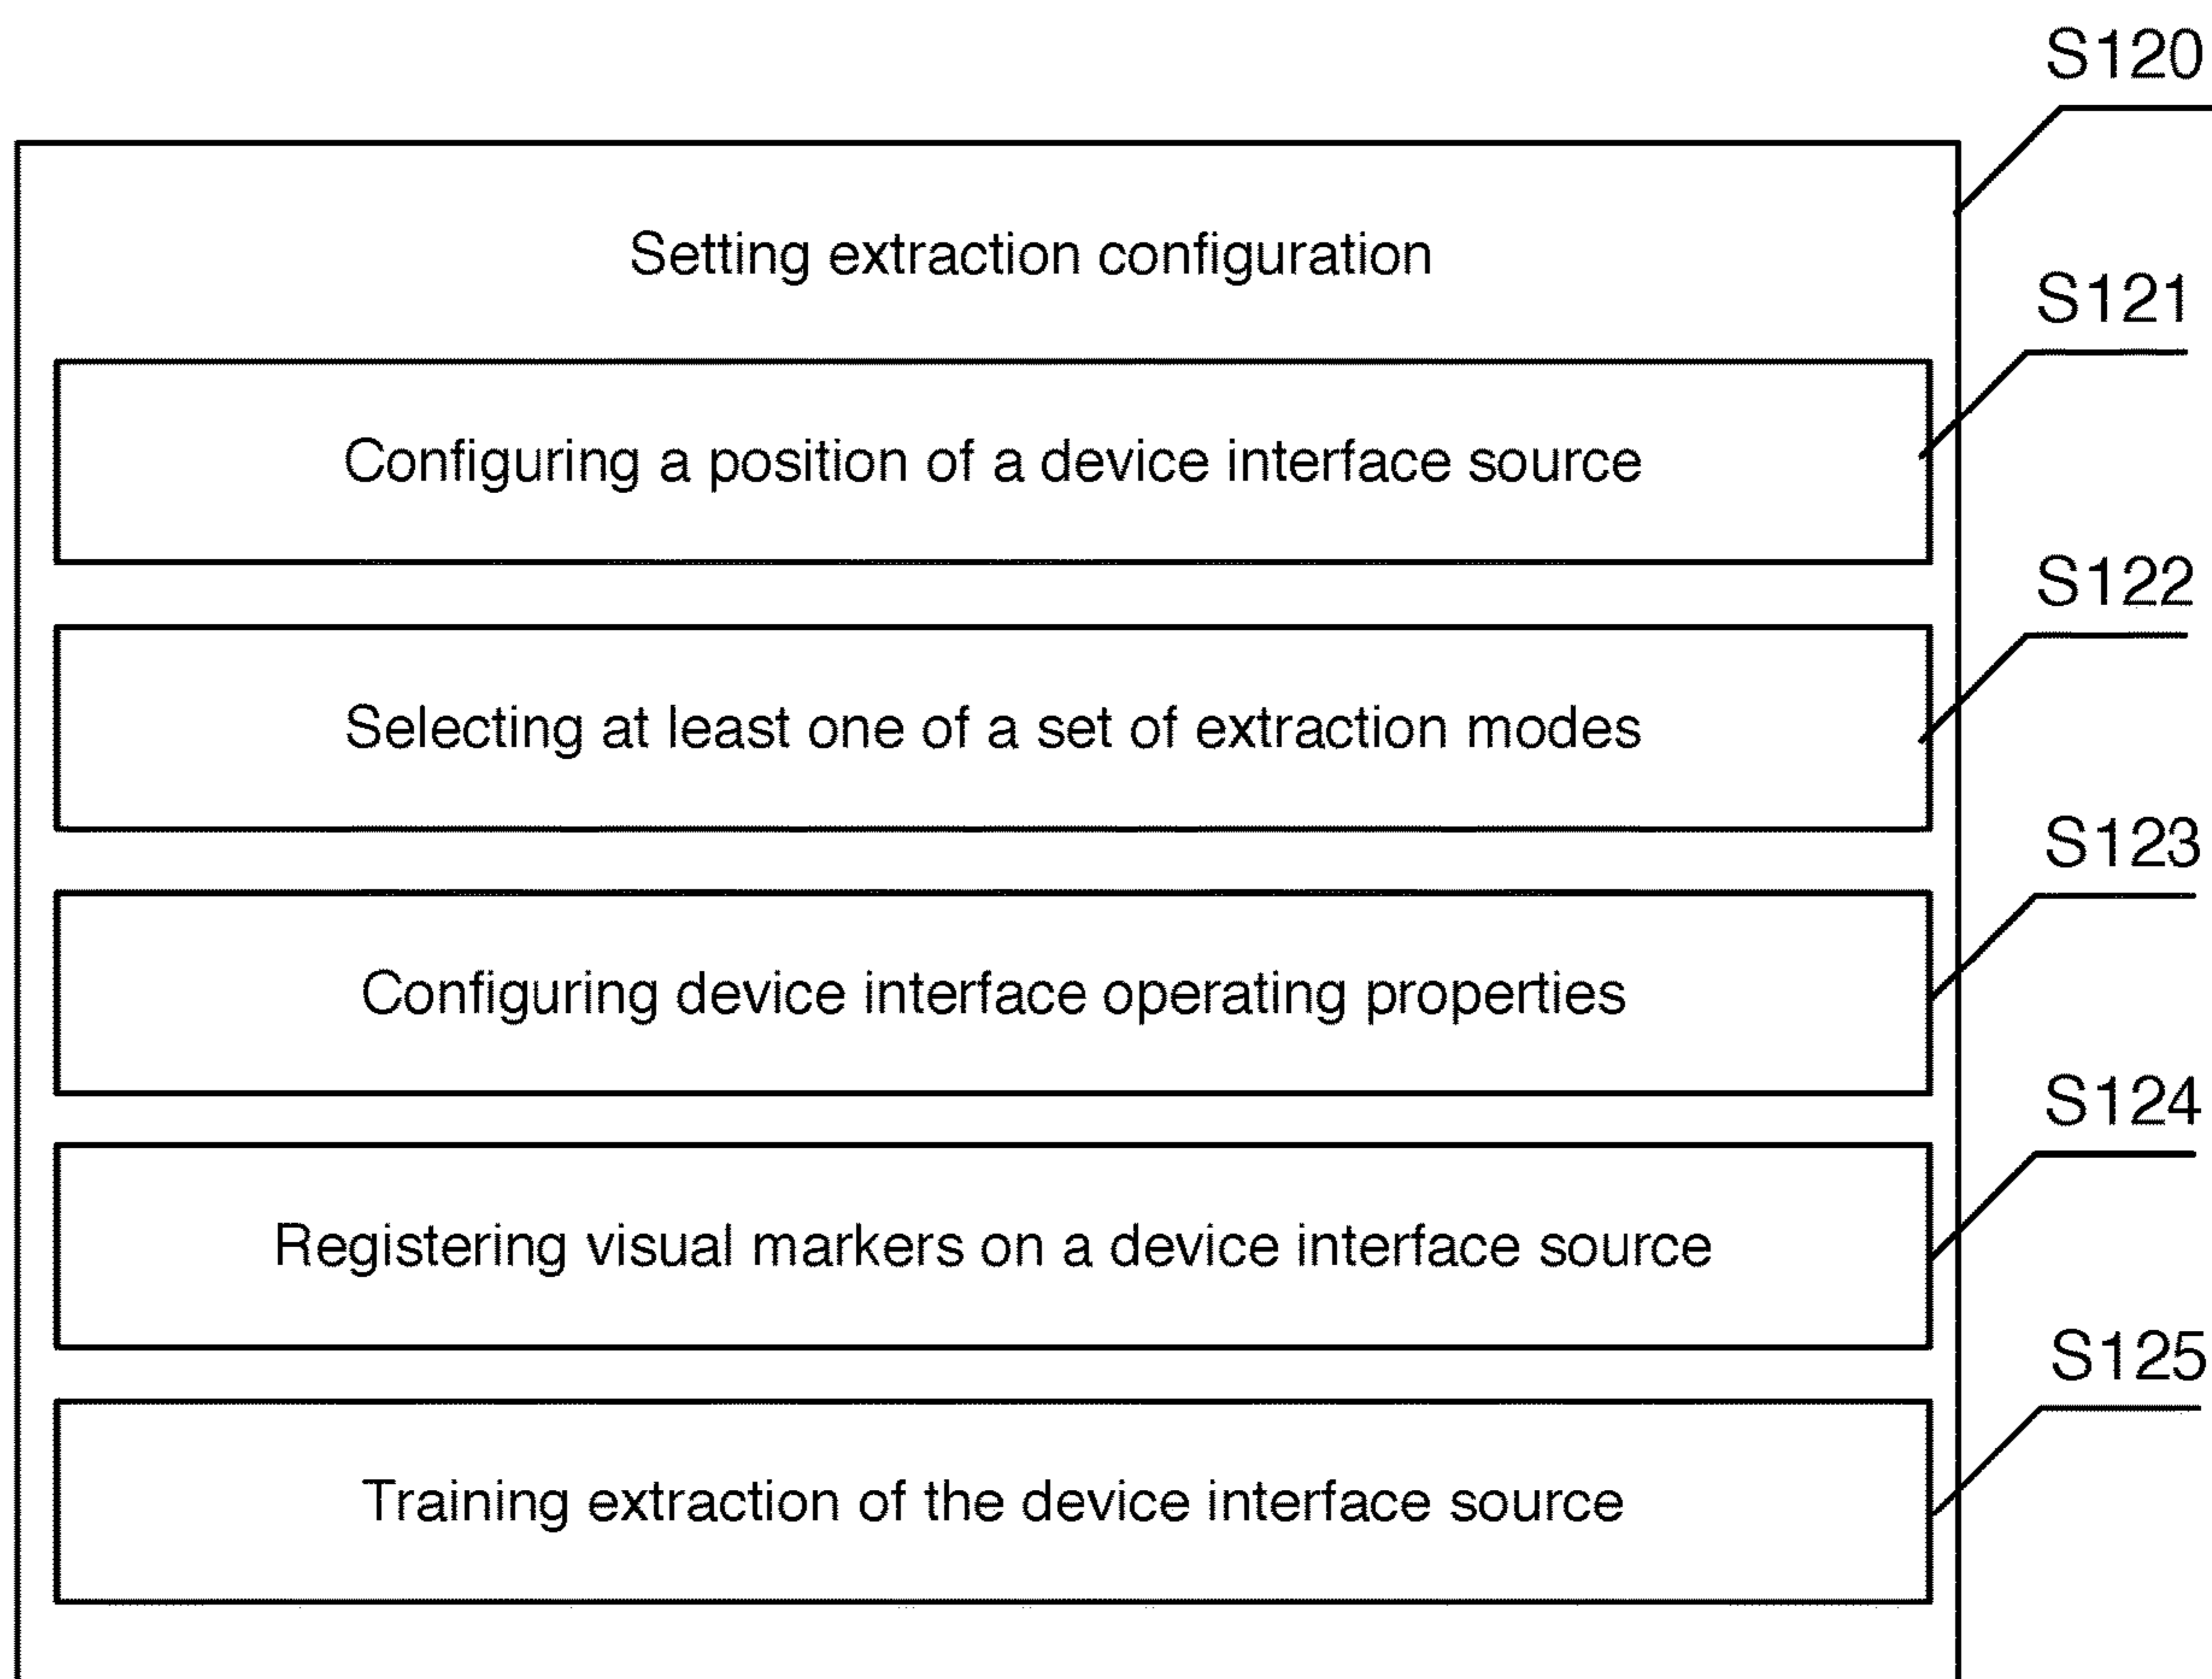 S120
Setting extraction configuration
S121
Configuring a position of a device interface source
S122
Selecting at least one of a set of extraction modes
S123
Configuring device interface operating properties
S124
Registering visual markers on a device interface source
S125
Training extraction of the device interface source